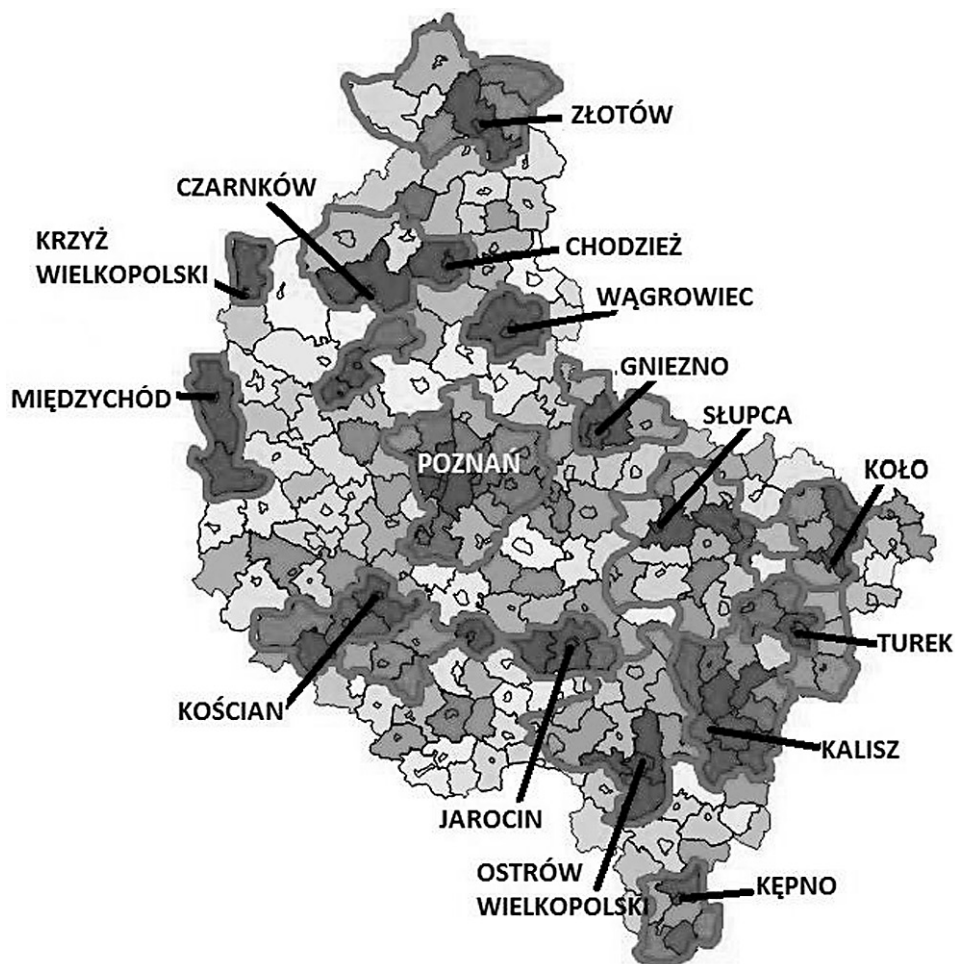 ZŁOTÓW
CZARNKÓW
KRZYŻ
WIELKOPOLSKI
CHODZIEŻ
WĄGROWIEC
GNIEZNO
MIĘDZYCHÓD
SŁUPCA
POZNAŃ
KOŁO
TUREK
KOŚCIAN
KALISZ
JAROCIN
OSTRÓW
WIELKOPOLSKI
KĘPNO